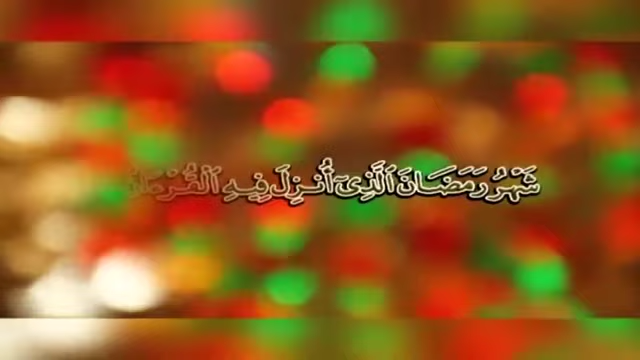 شَهْرُ رَمَضَانَ ٱلَّذِىٓ أُنزِلَ فِيهِ ٱلْقُرْءَانُ